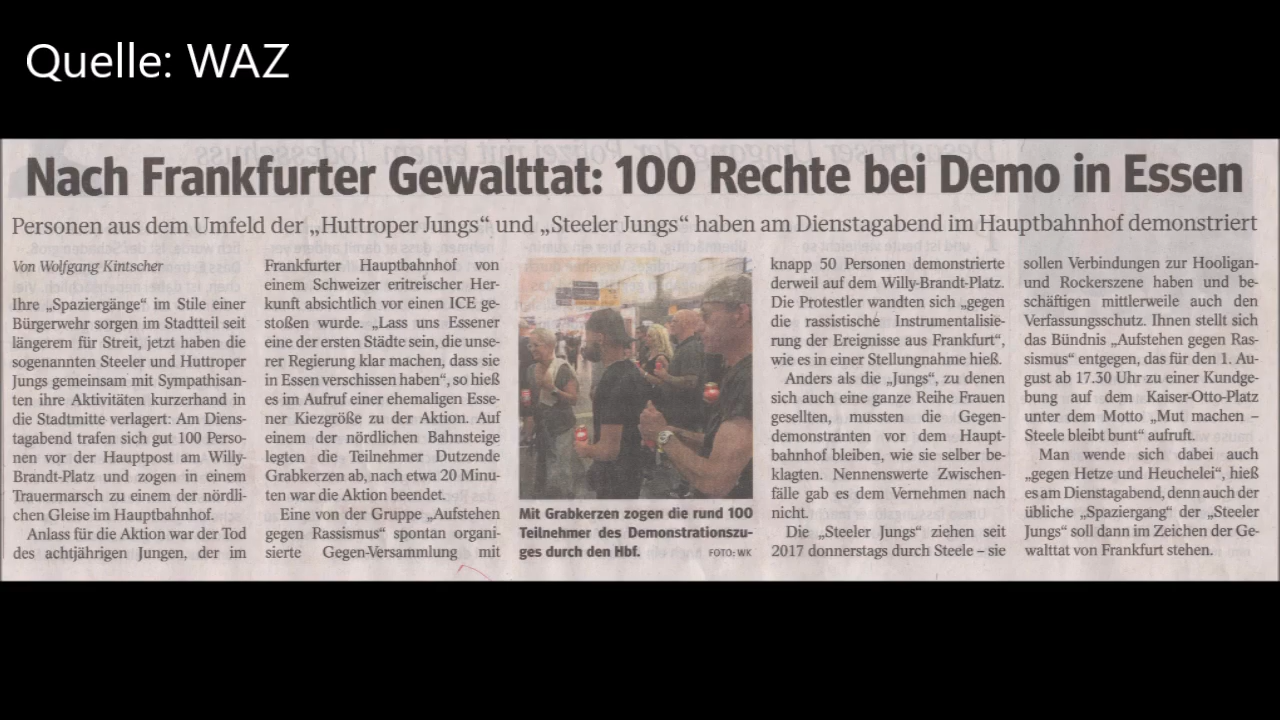 Quelle: WAZ
Nach Frankfurter Gewalttat: 100 Rechte bei Demo in Essen
Personen aus dem Umfeld der „Huttroper Jungs“ und „Steeler Jungs“ haben am Dienstagabend im Hauptbahnhof demonstriert
Von Wolfgang Kintscher
Ihre „Spaziergänge“ im Stile einer
Bürgerwehr sorgen im Stadtteil seit
längerem für Streit, jetzt haben die
sogenannten Steeler und Huttroper
Jungs gemeinsam mit Sympathisan-
ten ihre Aktivitäten kurzerhand in
die Stadtmitte verlagert: Am Diens-
tagabend trafen sich gut 100 Perso-
nen vor der Hauptpost am Willy-
Brandt-Platz und zogen in einem
Trauermarsch zu einem der nördli-
chen Gleise im Hauptbahnhof.
Anlass für die Aktion war der Tod
des achtjährigen Jungen, der im
Frankfurter Hauptbahnhof von
einem Schweizer eritreischer Her-
kunft absichtlich vor einen ICE ge-
stoßen wurde. „Lass uns Essener
eine der ersten Städte sein, die unse-
rer Regierung klar machen, dass sie
in Essen verschissen haben“, so hieß
es im Aufruf einer ehemaligen Esse-
ner Kiezgröße zu der Aktion. Auf
einem der nördlichen Bahnsteige
legten die Teilnehmer Dutzende
Grabkerzen ab, nach etwa 20 Minu-
ten war die Aktion beendet.
Eine von der Gruppe „Aufstehen
gegen Rassismus“ spontan organi-
sierte Gegen-Versammlung mit
Mit Grabkerzen zogen die rund 100
Teilnehmer des Demonstrationszu-
ges durch den Hbf. FOTO: WK
knapp 50 Personen demonstrierte
derweil auf dem Willy-Brandt-Platz.
Die Protestler wandten sich „gegen
die rassistische Instrumentalisie-
rung der Ereignisse aus Frankfurt“,
wie es in einer Stellungnahme hieß.
Anders als die „Jungs“, zu denen
sich auch eine ganze Reihe Frauen
gesellten, mussten die Gegen-
demonstranten vor dem Haupt-
bahnhof bleiben, wie sie selber be-
klagten. Nennenswerte Zwischen-
fälle gab es dem Vernehmen nach
nicht.
Die „Steeler Jungs“ ziehen seit
2017 donnerstags durch Steele – sie
sollen Verbindungen zur Hooligan-
und Rockerszene haben und be-
schäftigen mittlerweile auch den
Verfassungsschutz. Ihnen stellt sich
das Bündnis „Aufstehen gegen Ras-
sismus“ entgegen, das für den 1. Au-
gust ab 17.30 Uhr zu einer Kundge-
bung auf dem Kaiser-Otto-Platz
unter dem Motto „Mut machen –
Steele bleibt bunt“ aufruft.
Man wende sich dabei auch
„gegen Hetze und Heuchelei“, hieß
es am Dienstagabend, denn auch der
übliche „Spaziergang“ der „Steeler
Jungs“ soll dann im Zeichen der Ge-
walttat von Frankfurt stehen.